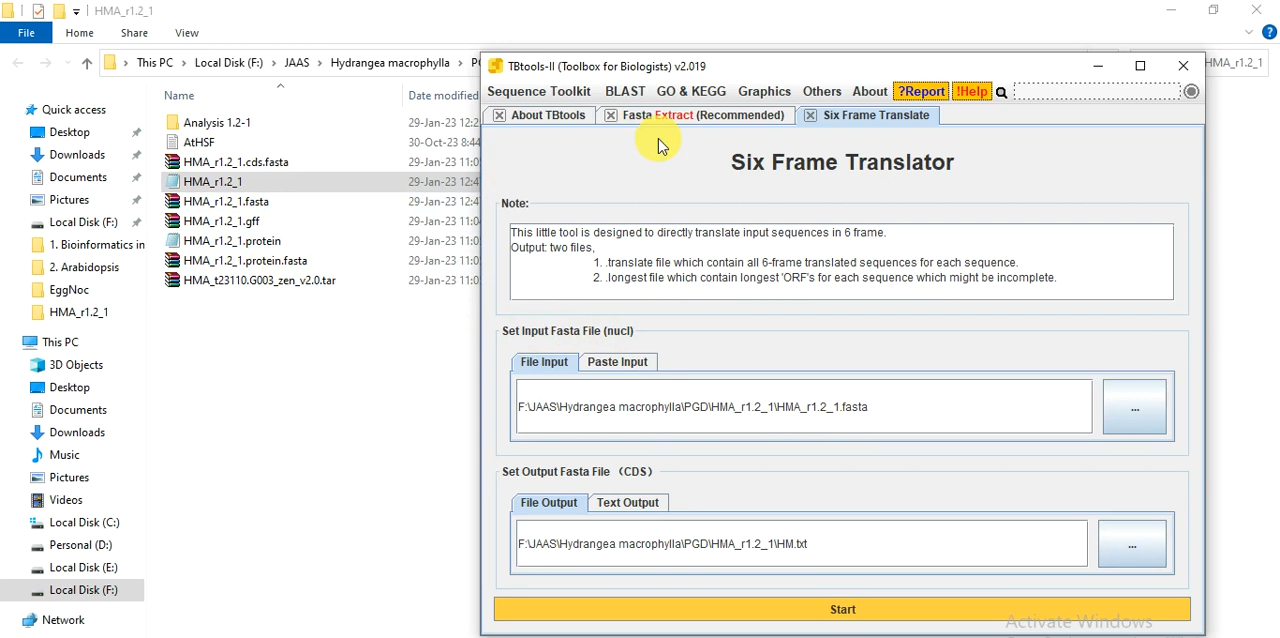 HMA_r1.2_1
File Home Share View
This PC Local Disk (F:) JAAS Hydrangea macrophylla
HMA_r1.2_1
Quick access
Desktop
Downloads
Documents
Pictures
Local Disk (F:)
1. Bioinformatics in
2. Arabidopsis
EggNoc
HMA_r1.2_1
This PC
3D Objects
Desktop
Documents
Downloads
Music
Pictures
Videos
Local Disk (C:)
Personal (D:)
Local Disk (E:)
Local Disk (F:)
Network
Name Date modified
Analysis 1.2-1 29-Jan-23 12:2
AtHSF 30-Oct-23 8:44
HMA_r1.2_1.cds.fasta 29-Jan-23 11:0
HMA_r1.2_1 29-Jan-23 12:4
HMA_r1.2_1.fasta 29-Jan-23 12:4
HMA_r1.2_1.gff 29-Jan-23 11:04
HMA_r1.2_1.protein 29-Jan-23 11:0
HMA_r1.2_1.protein.fasta 29-Jan-23 11:0
HMA_t23110.G003_zen_v2.0.tar 29-Jan-23 11:0
TBtools-II (Toolbox for Biologists) v2.019
Sequence Toolkit BLAST GO & KEGG Graphics Others About ?Report !Help
About TBtools Fasta Extract (Recommended) Six Frame Translate
Six Frame Translator
Note:
This little tool is designed to directly translate input sequences in 6 frame.
Output: two files,
1. .translate file which contain all 6-frame translated sequences for each sequence.
2. .longest file which contain longest 'ORF's for each sequence which might be incomplete.
Set Input Fasta File (nucl)
File Input Paste Input
F:\JAAS\Hydrangea macrophylla\PGD\HMA_r1.2_1\HMA_r1.2_1.fasta ...
Set Output Fasta File （CDS）
File Output Text Output
F:\JAAS\Hydrangea macrophylla\PGD\HMA_r1.2_1\HM.txt ...
Start
Activate Windows